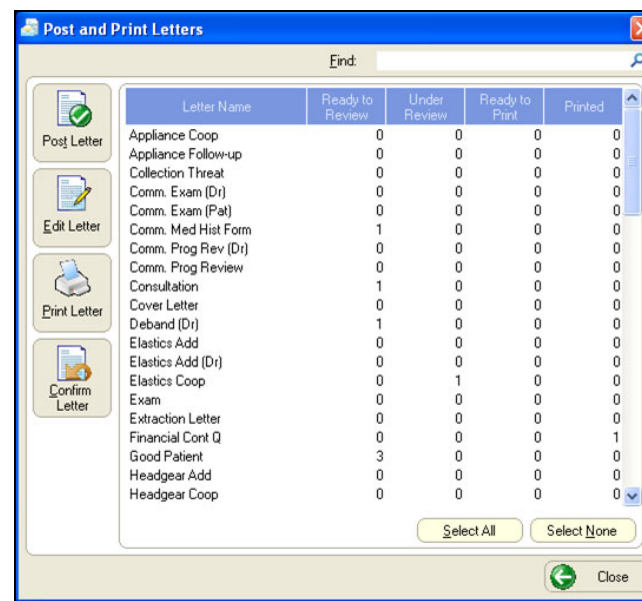 Post and Print Letters
Find:
Post Letter
Edit Letter
Print Letter
Confirm
Letter
Letter Name Ready to Review Under Review Ready to Print Printed
Appliance Coop 0 0 0 0
Appliance Follow-up 0 0 0 0
Collection Threat 0 0 0 0
Comm. Exam (Dr) 0 0 0 0
Comm. Exam (Pat) 0 0 0 0
Comm. Med Hist Form 1 0 0 0
Comm. Prog Rev (Dr) 0 0 0 0
Comm. Prog Review 0 0 0 0
Consultation 1 0 0 0
Cover Letter 0 0 0 0
Deband (Dr) 1 0 0 0
Elastics Add 0 0 0 0
Elastics Add (Dr) 0 0 0 0
Elastics Coop 0 1 0 0
Exam 0 0 0 0
Extraction Letter 0 0 0 0
Financial Cont Q 0 0 0 1
Good Patient 3 0 0 0
Headgear Add 0 0 0 0
Headgear Coop 0 0 0 0
Select All Select None
Close